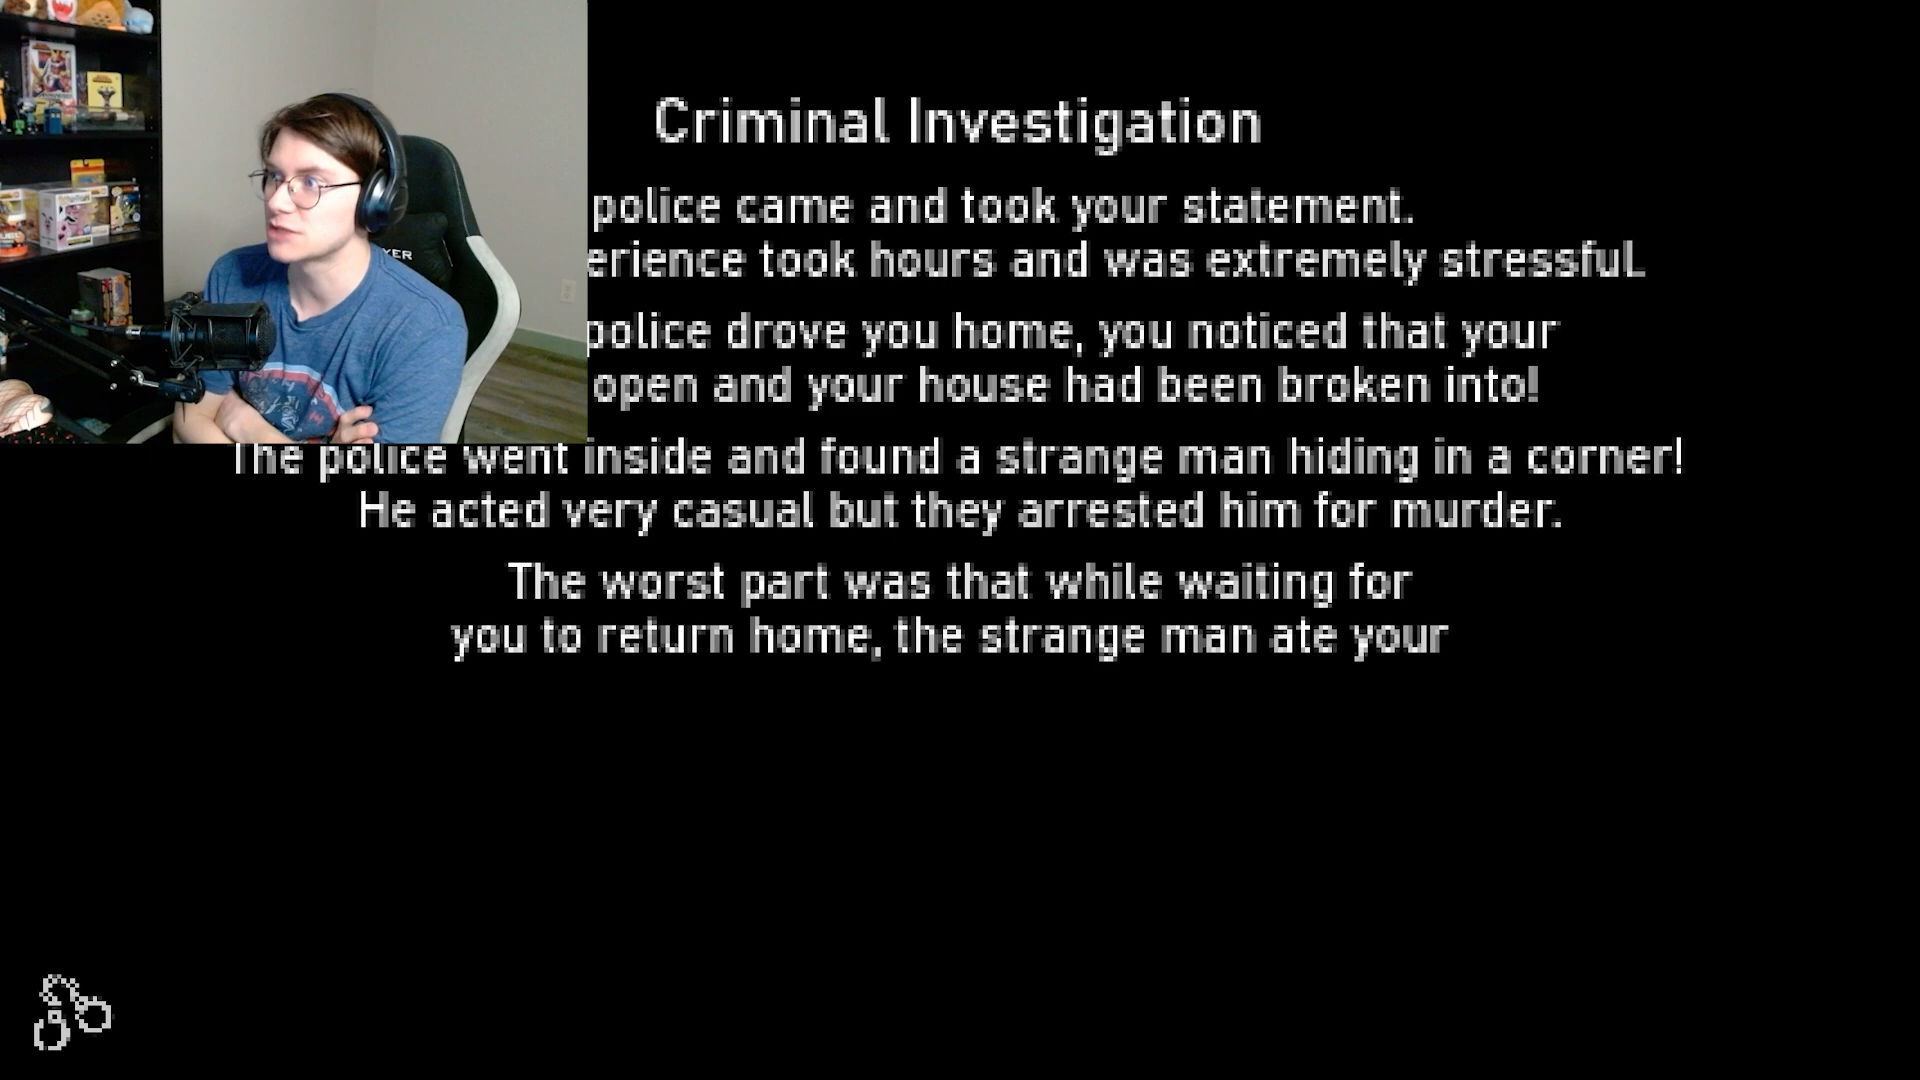 Criminal Investigation
police came and took your statement.
erience took hours and was extremely stressful.
police drove you home, you noticed that your
open and your house had been broken into!
The police went inside and found a strange man hiding in a corner!
He acted very casual but they arrested him for murder.
The worst part was that while waiting for
you to return home, the strange man ate your